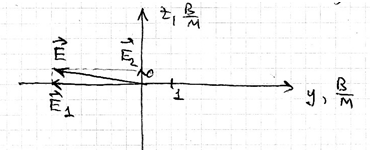 z, В/м
E⃗ E⃗₂ 0
E⃗₁ 1 y, В/м